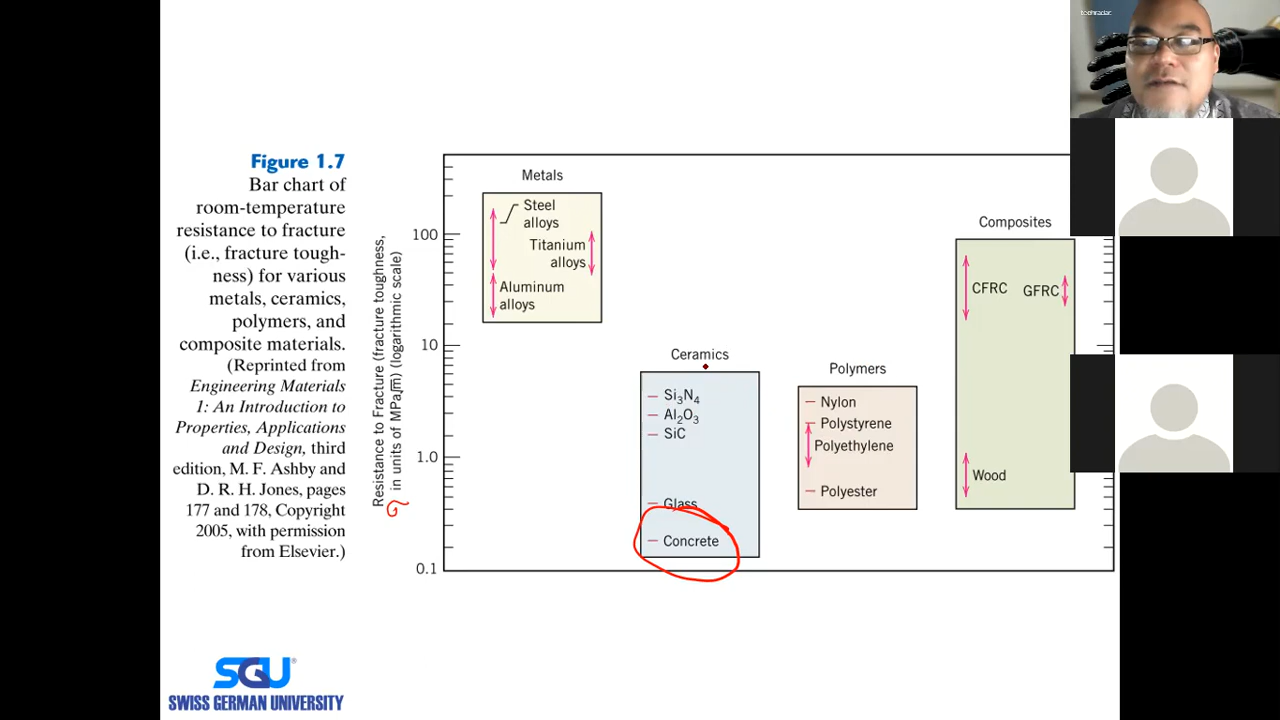 techradar.
Figure 1.7
Bar chart of
room-temperature
resistance to fracture
(i.e., fracture tough-
ness) for various
metals, ceramics,
polymers, and
composite materials.
(Reprinted from
Engineering Materials
1: An Introduction to
Properties, Applications
and Design, third
edition, M. F. Ashby and
D. R. H. Jones, pages
177 and 178, Copyright
2005, with permission
from Elsevier.)
Resistance to Fracture (fracture toughness,
in units of MPa√m) (logarithmic scale)
100
10
1.0
0.1
Metals
Steel
alloys
Titanium
alloys
Aluminum
alloys
Ceramics
Si₃N₄
Al₂O₃
SiC
Glass
Concrete
Polymers
Nylon
Polystyrene
Polyethylene
Polyester
Composites
CFRC
GFRC
Wood
SGU®
SWISS GERMAN UNIVERSITY